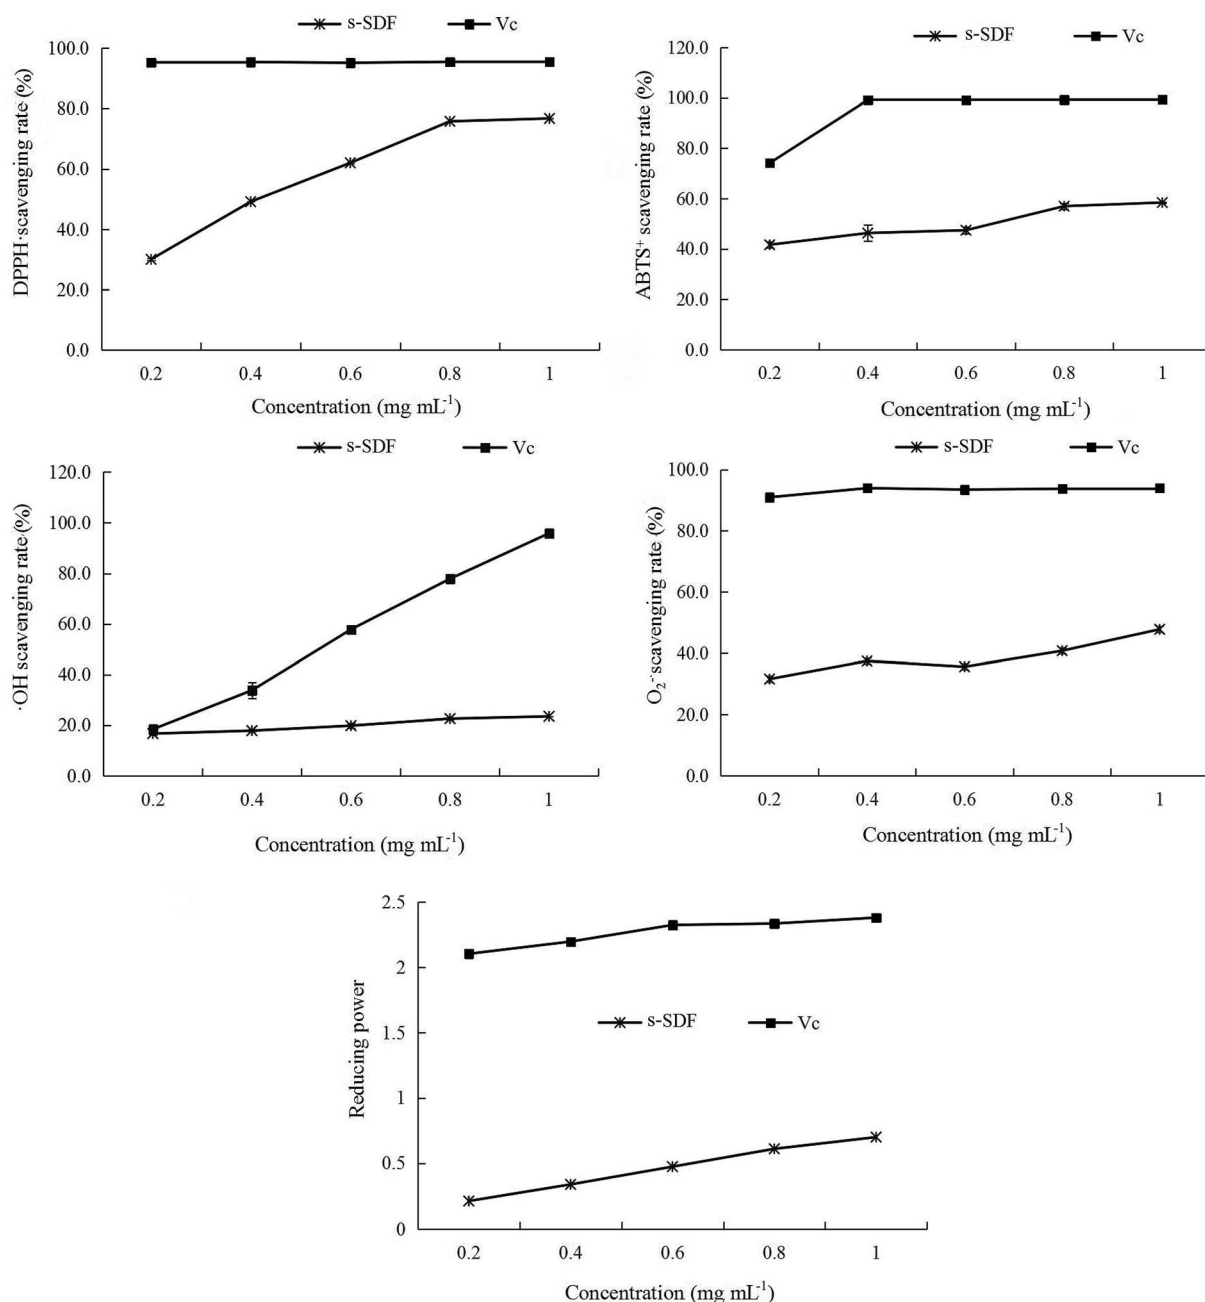 s-SDF Vc
DPPH·scavenging rate (%)
100.0
80.0
60.0
40.0
20.0
0.0
0.2 0.4 0.6 0.8 1
Concentration (mg mL⁻¹)
s-SDF Vc
ABTS⁺ scavenging rate (%)
120.0
100.0
80.0
60.0
40.0
20.0
0.0
0.2 0.4 0.6 0.8 1
Concentration (mg mL⁻¹)
s-SDF Vc
·OH scavenging rate·(%)
120.0
100.0
80.0
60.0
40.0
20.0
0.0
0.2 0.4 0.6 0.8 1
Concentration (mg mL⁻¹)
s-SDF Vc
O₂⁻·scavenging rate (%)
100.0
80.0
60.0
40.0
20.0
0.0
0.2 0.4 0.6 0.8 1
Concentration (mg mL⁻¹)
Reducing power
2.5
2
1.5
1
0.5
0
s-SDF Vc
0.2 0.4 0.6 0.8 1
Concentration (mg mL⁻¹)